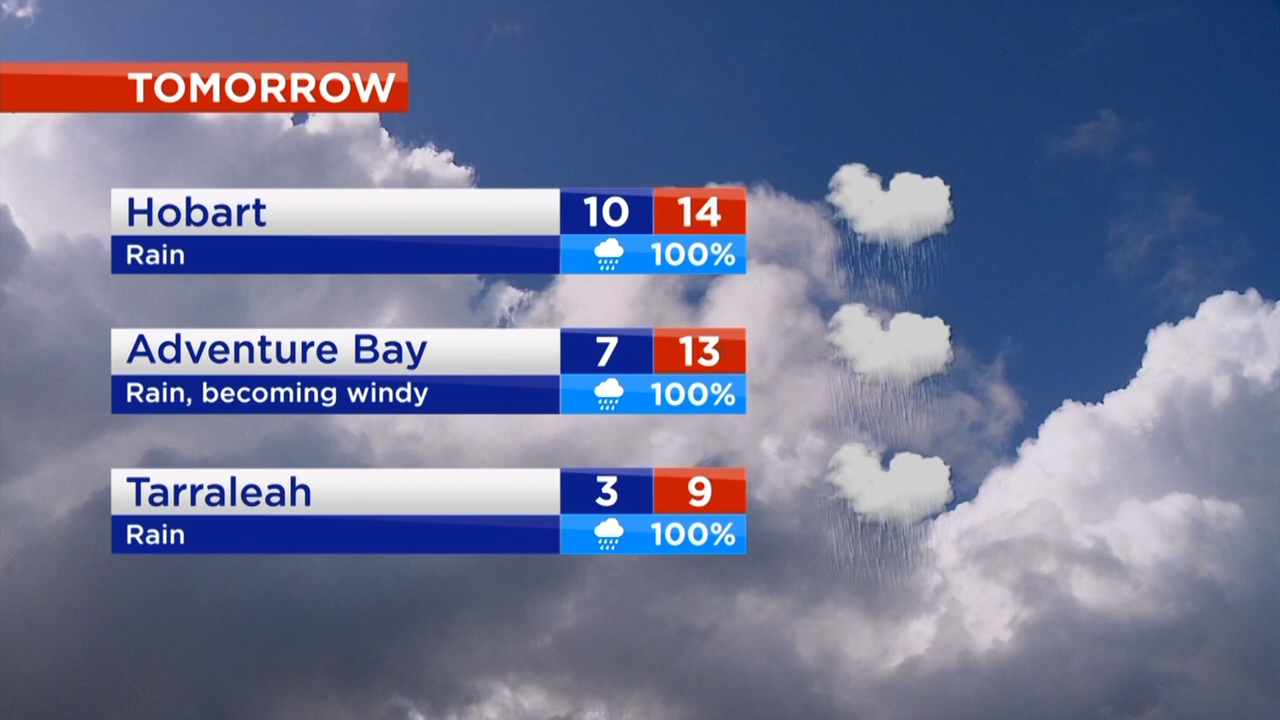 TOMORROW
Hobart 10 14
Rain 100%
Adventure Bay 7 13
Rain, becoming windy 100%
Tarraleah 3 9
Rain 100%